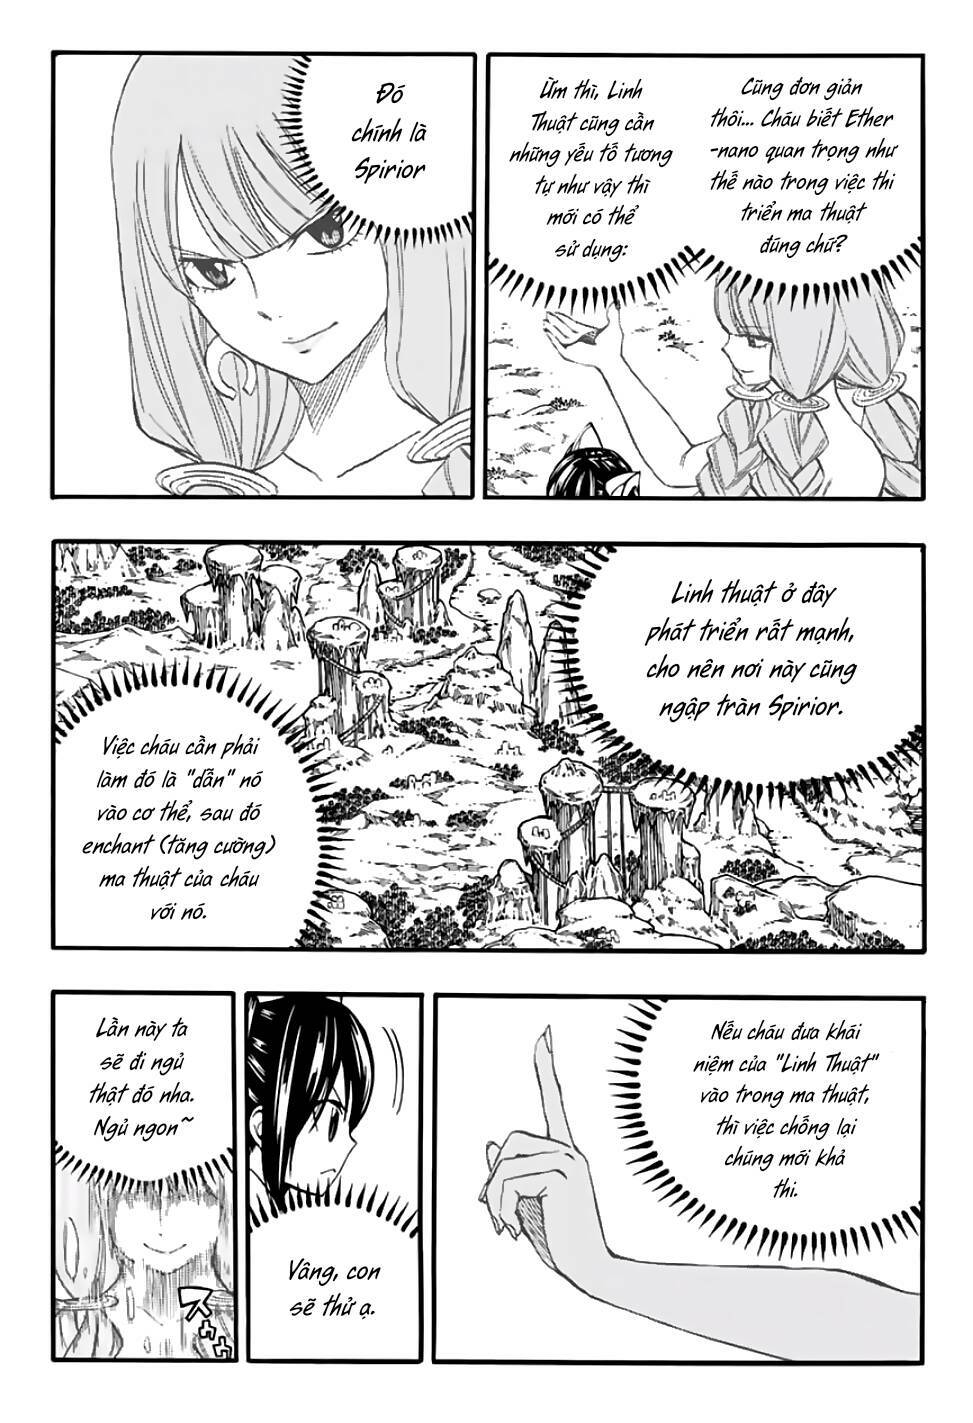 Cũng đơn giản
thôi... Cháu biết Ether
-nano quan trọng như
thế nào trong việc thi
triển ma thuật
đúng chứ?
Ừm thì, Linh
Thuật cũng cần
những yếu tố tương
tự như vậy thì
mới có thể
sử dụng:
Đó
chính là
Spirior
Linh thuật ở đây
phát triển rất mạnh,
cho nên nơi này cũng
ngập tràn Spirior.
Việc cháu cần phải
làm đó là "dẫn" nó
vào cơ thể, sau đó
enchant (tăng cường)
ma thuật của cháu
với nó.
Nếu cháu đưa khái
niệm của "Linh Thuật"
vào trong ma thuật,
thì việc chống lại
chúng mới khả
thi.
Vâng, con
sẽ thử ạ.
Lần này ta
sẽ đi ngủ
thật đó nha.
Ngủ ngon~
スゥゥ